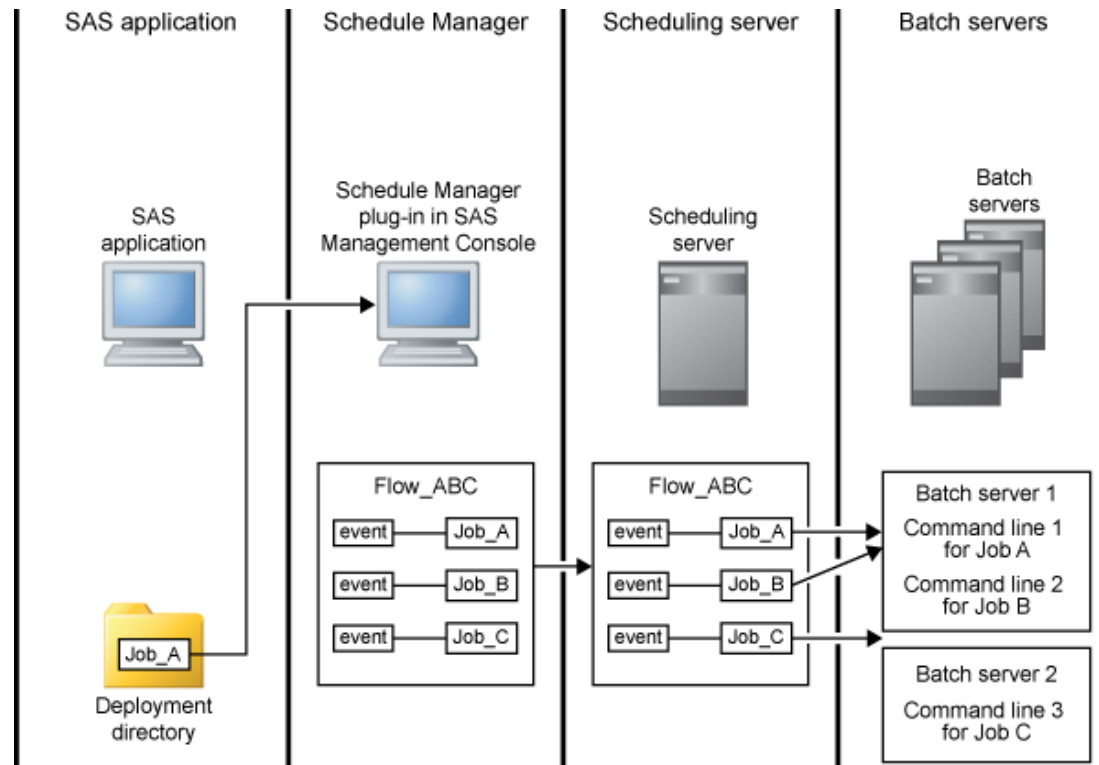 SAS application
Schedule Manager
Scheduling server
Batch servers
SAS
application
Schedule Manager
plug-in in SAS
Management Console
Scheduling
server
Batch
servers
Job_A
Deployment
directory
Flow_ABC
event
Job_A
event
Job_B
event
Job_C
Flow_ABC
event
Job_A
event
Job_B
event
Job_C
Batch server 1
Command line 1
for Job A
Command line 2
for Job B
Batch server 2
Command line 3
for Job C